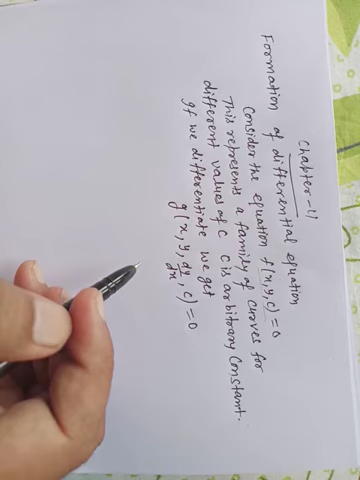 Chapter-11
Formation of differential equation
Consider the equation f(x,y,c)=0
This represents a family of curves for
different values of c c is arbitrary constant.
If we differentiate we get
g(x,y,dy/dx,c)=0